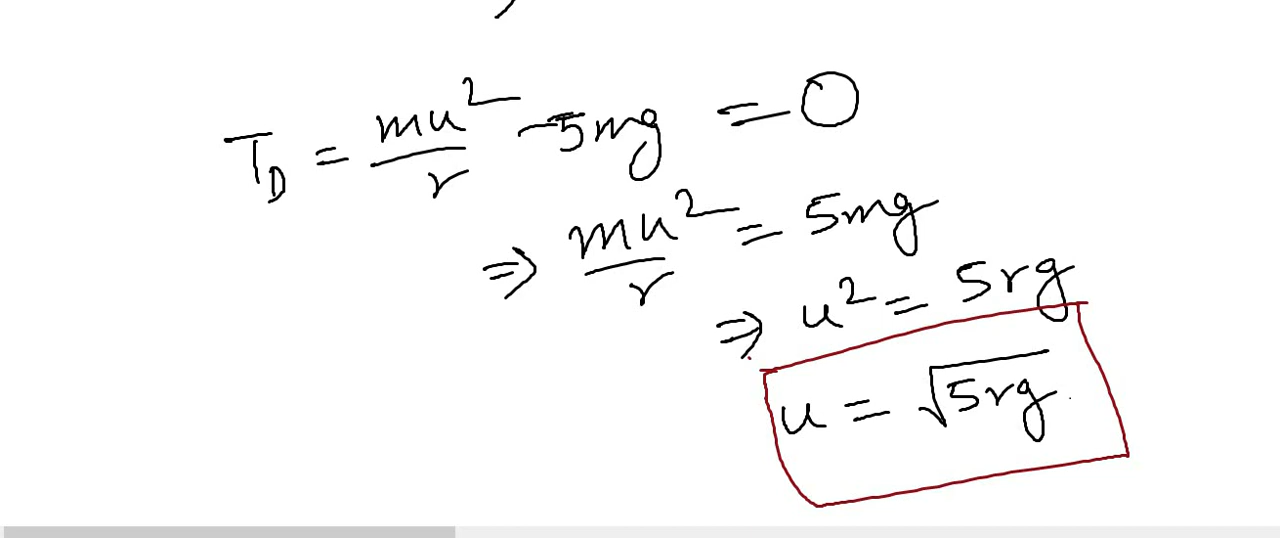 T_D = mu²/r - 5mg = 0
⇒ mu²/r = 5mg
⇒ u² = 5rg
u = √5rg